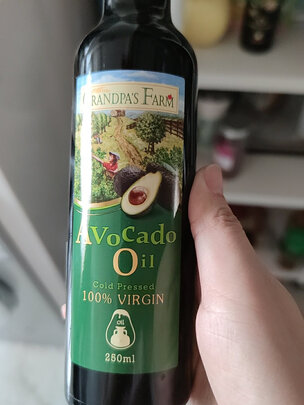 GRANDPA'S FARM
AVoCado
Oil
Cold Pressed
100% VIRGIN
oil
250ml